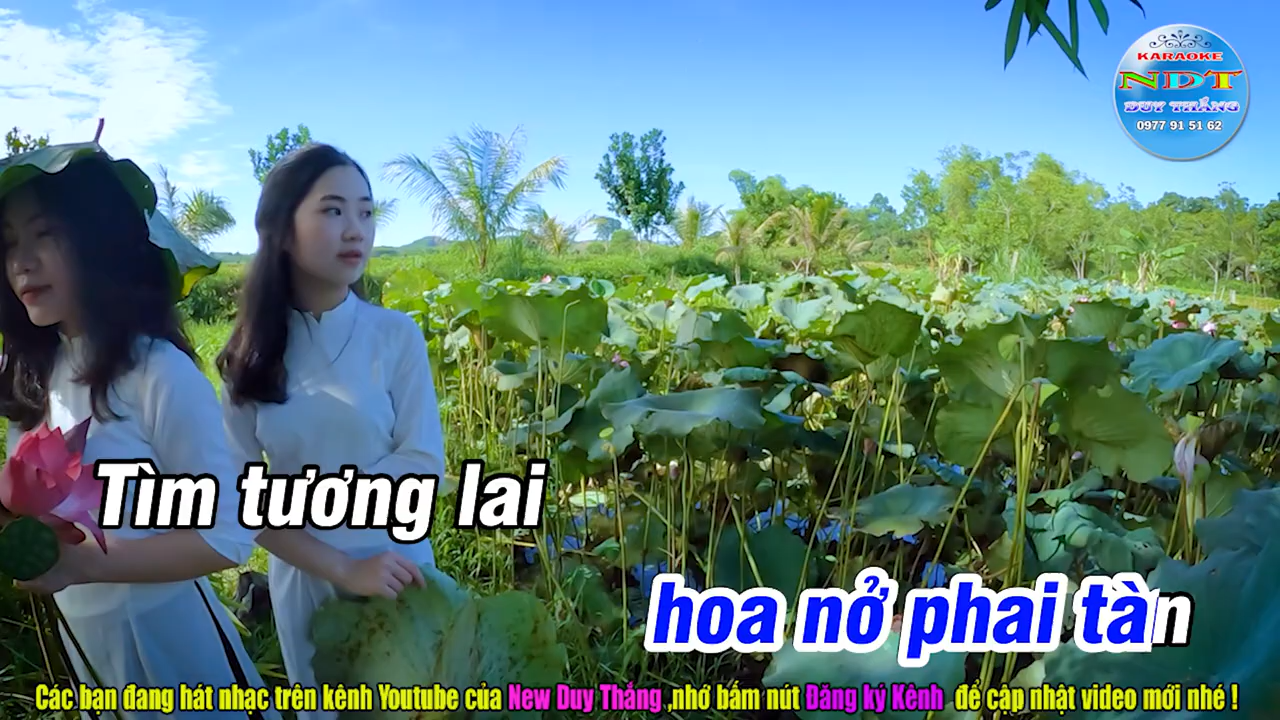 KARAOKE
NDT
DUY THẮNG
0977 91 51 62
Tìm tương lai
hoa nở phai tàn
Các bạn đang hát nhạc trên kênh Youtube của New Duy Thắng ,nhớ bấm nút Đăng ký Kênh để cập nhật video mới nhé !